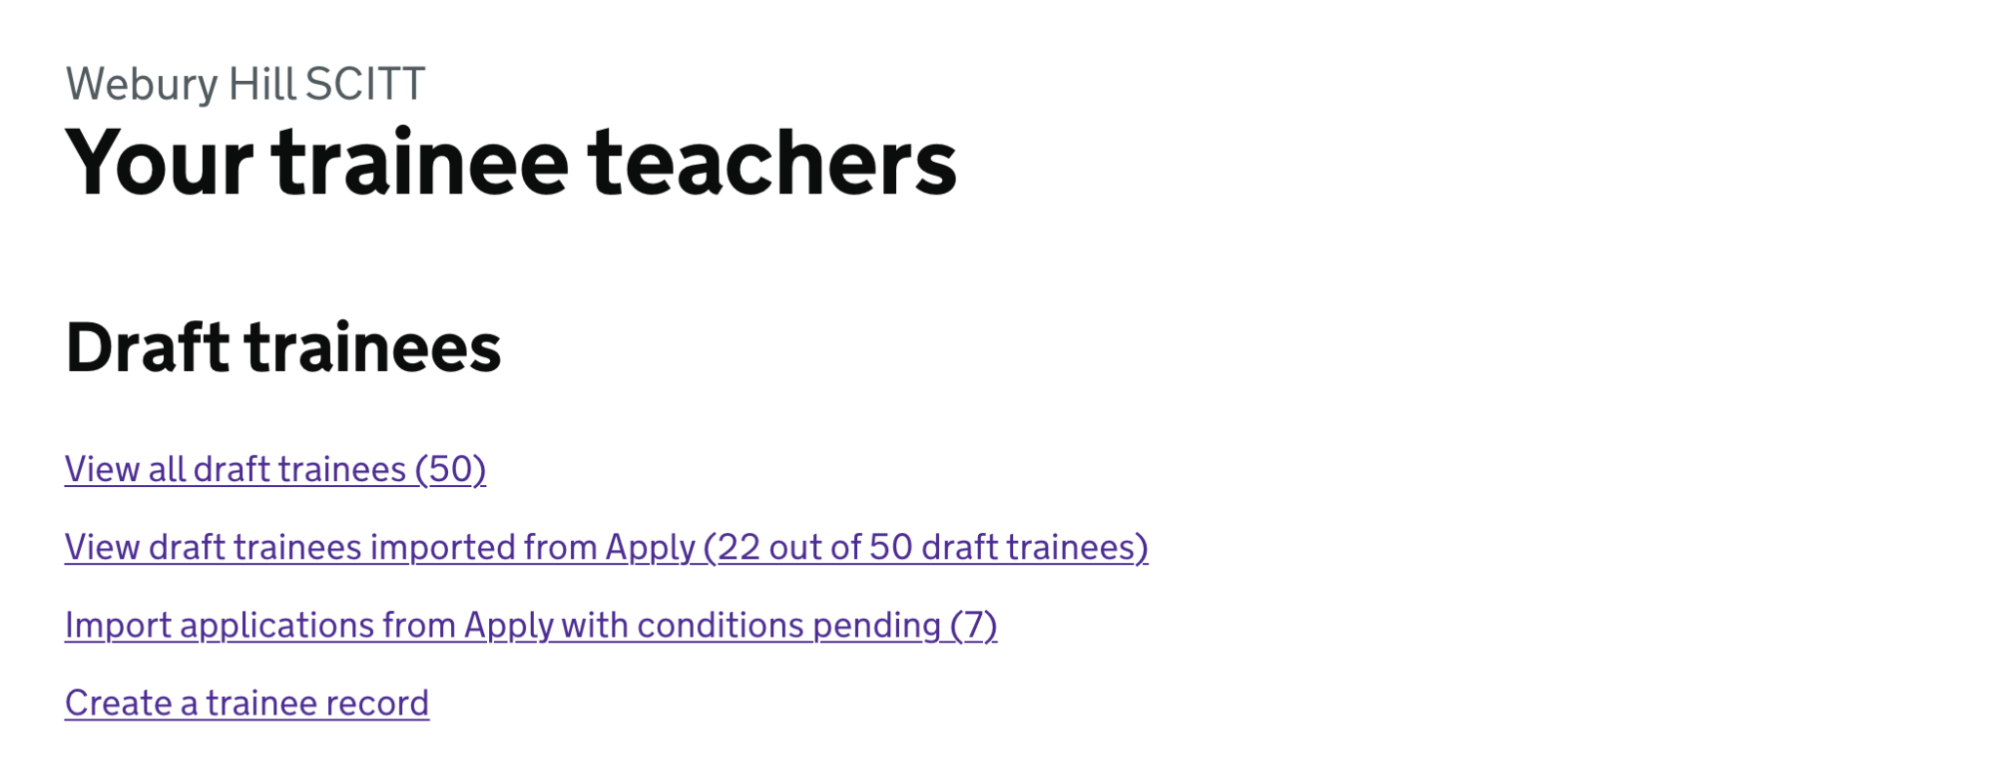 Webury Hill SCITT
Your trainee teachers
Draft trainees
View all draft trainees (50)
View draft trainees imported from Apply (22 out of 50 draft trainees)
Import applications from Apply with conditions pending (7)
Create a trainee record